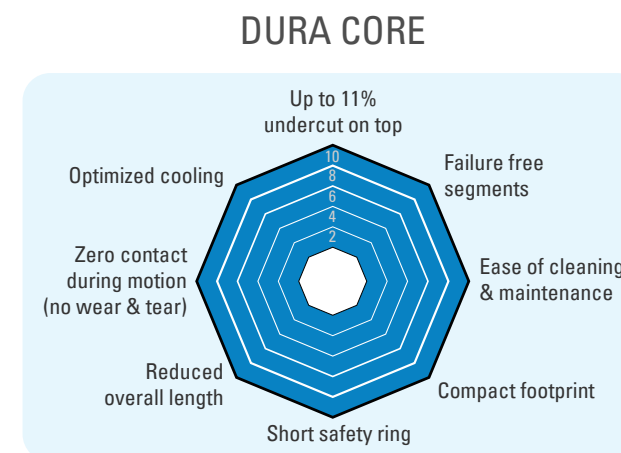 DURA CORE
Up to 11%
undercut on top
Optimized cooling
Failure free
segments
10
8
6
4
2
Zero contact
during motion
(no wear & tear)
Ease of cleaning
& maintenance
Reduced
overall length
Compact footprint
Short safety ring